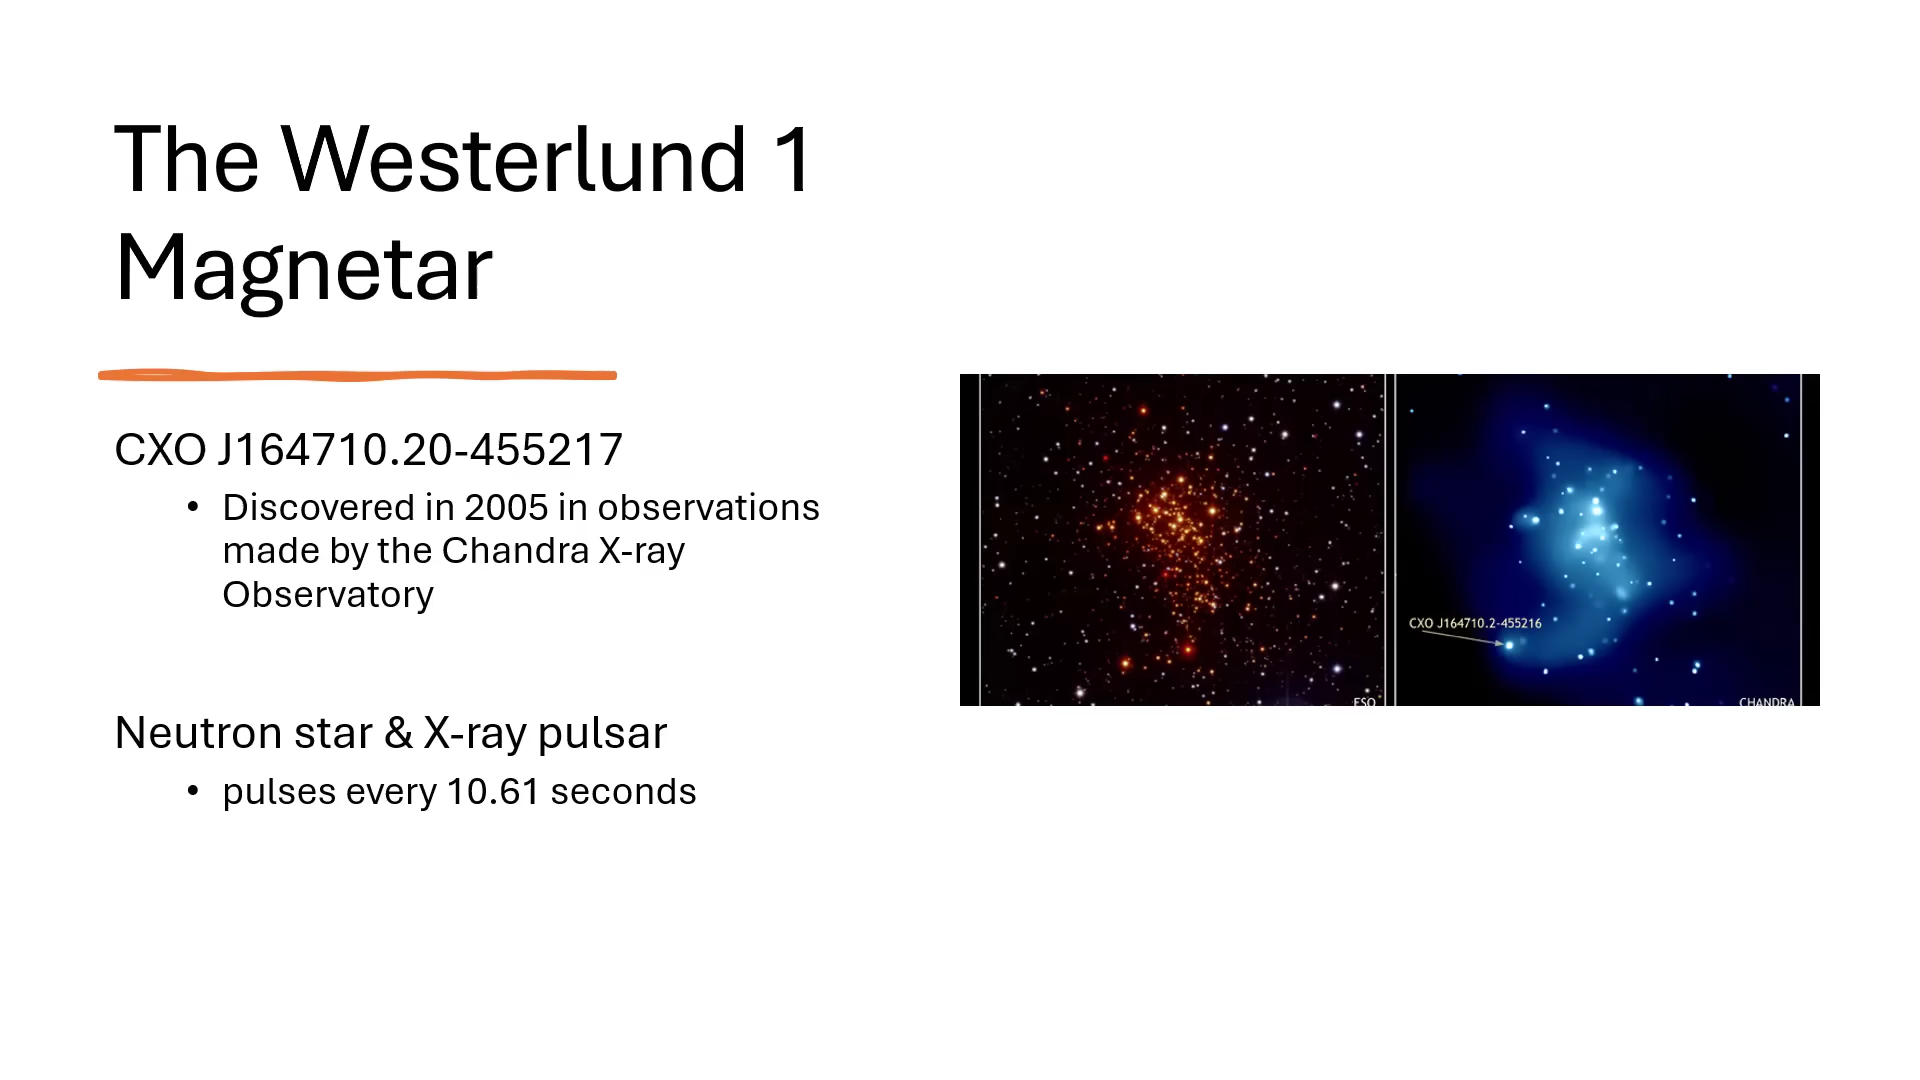 The Westerlund 1
Magnetar
CXO J164710.20-455217
• Discovered in 2005 in observations
made by the Chandra X-ray
Observatory
Neutron star & X-ray pulsar
• pulses every 10.61 seconds
CXO J164710.2-455216
ESO
CHANDRA